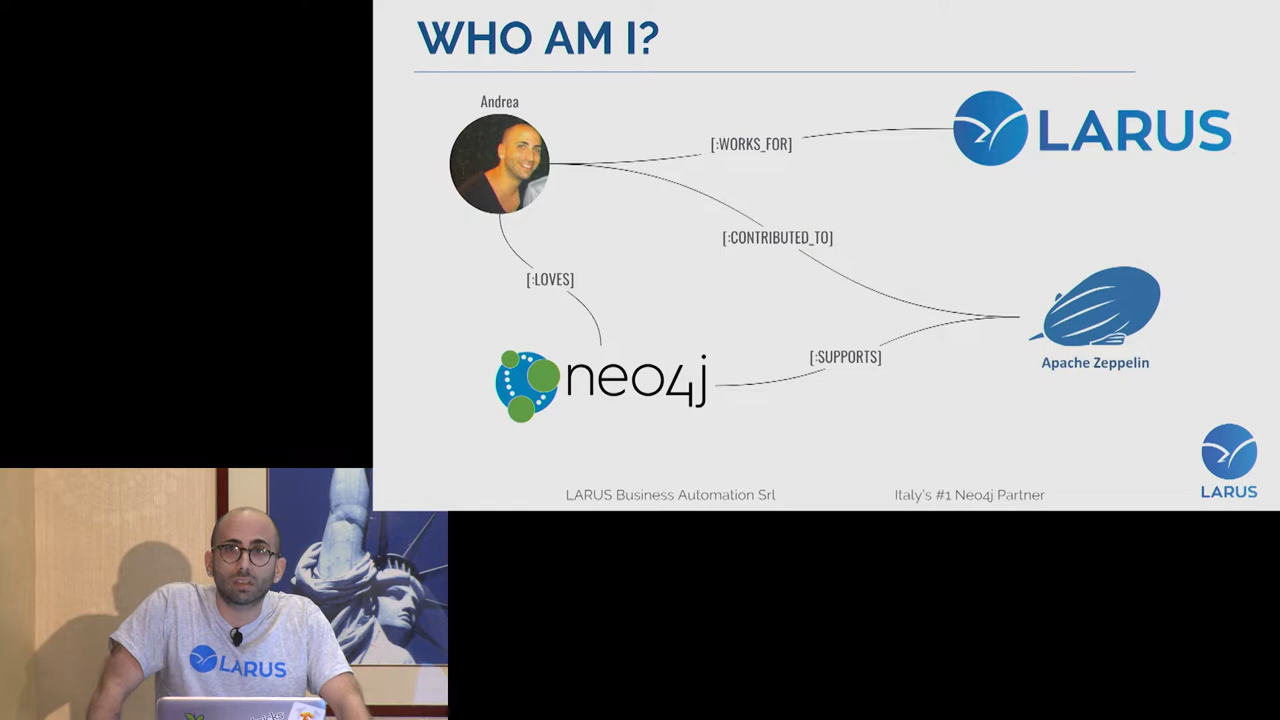 WHO AM I?
Andrea
[:WORKS_FOR]
LARUS
[:CONTRIBUTED_TO]
[:LOVES]
neo4j
[:SUPPORTS]
Apache Zeppelin
LARUS Business Automation Srl
Italy's #1 Neo4j Partner
LARUS
LARUS